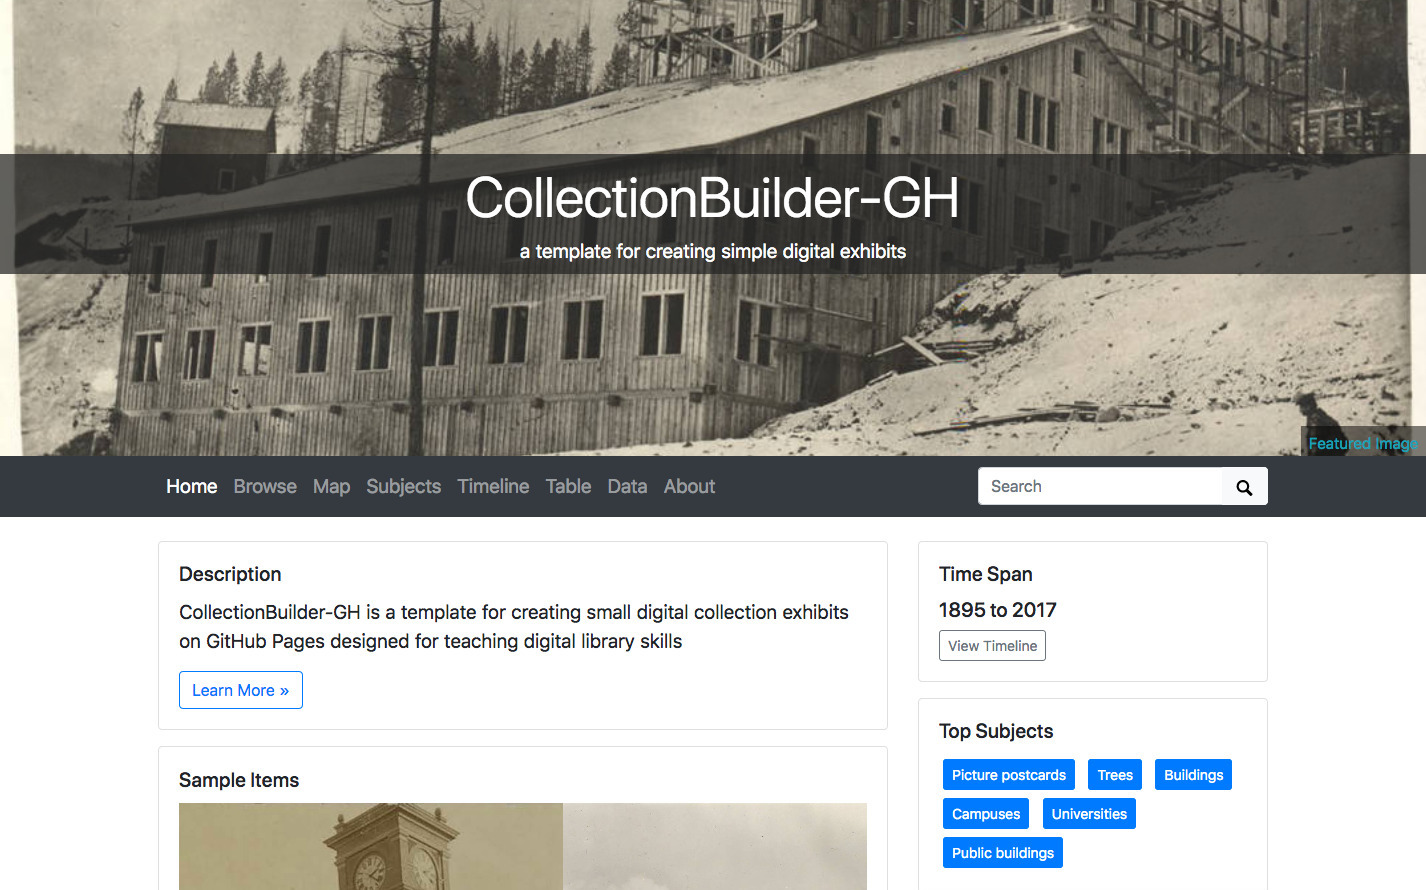 CollectionBuilder-GH
a template for creating simple digital exhibits
Featured Image
Home Browse Map Subjects Timeline Table Data About Search
Description
CollectionBuilder-GH is a template for creating small digital collection exhibits
on GitHub Pages designed for teaching digital library skills
Learn More »
Sample Items
Time Span
1895 to 2017
View Timeline
Top Subjects
Picture postcards Trees Buildings
Campuses Universities
Public buildings